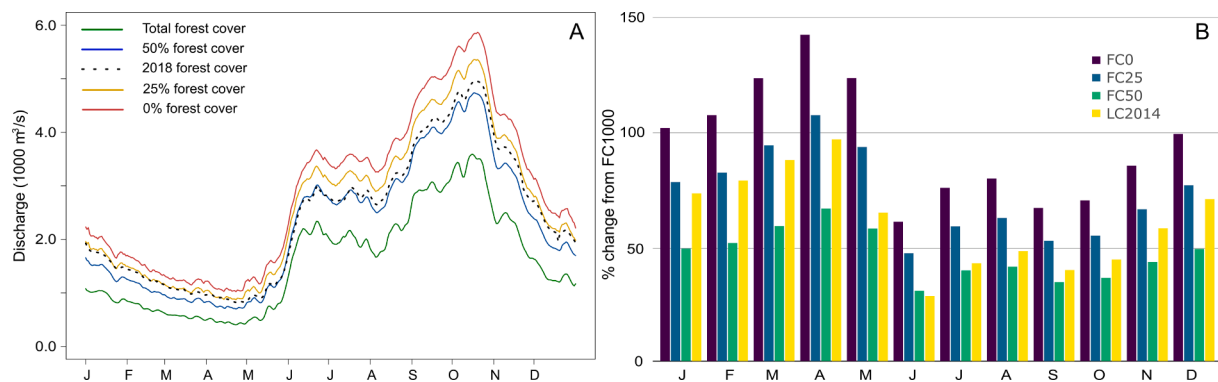 A
Total forest cover
50% forest cover
2018 forest cover
25% forest cover
0% forest cover
Discharge (1000 m³/s)
6.0
4.0
2.0
0.0
J F M A M J J A S O N D
B
FC0
FC25
FC50
LC2014
% change from FC1000
150
100
50
0
J F M A M J J A S O N D